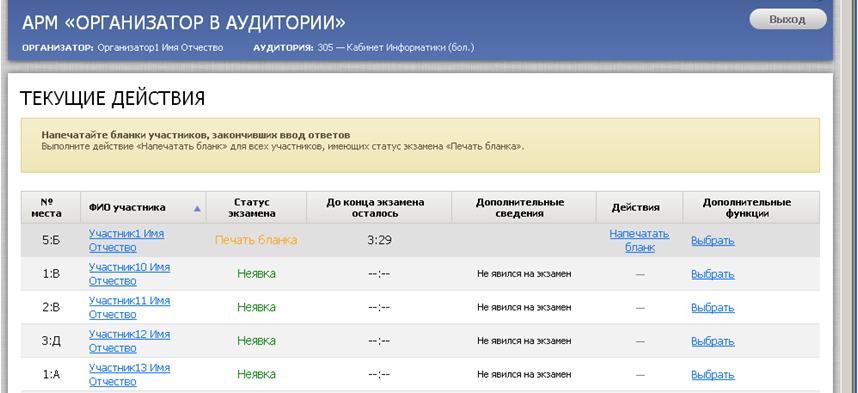 АРМ «ОРГАНИЗАТОР В АУДИТОРИИ»
Выход
ОРГАНИЗАТОР: Организатор1 Имя Отчество АУДИТОРИЯ: 305 — Кабинет Информатики (бол.)
ТЕКУЩИЕ ДЕЙСТВИЯ
Напечатайте бланки участников, закончивших ввод ответов
Выполните действие «Напечатать бланк» для всех участников, имеющих статус экзамена «Печать бланка».
№ места ФИО участника Статус экзамена До конца экзамена осталось Дополнительные сведения Действия Дополнительные функции
5:Б Участник1 Имя Отчество Печать бланка 3:29 Напечатать бланк Выбрать
1:В Участник10 Имя Отчество Неявка --:-- Не явился на экзамен — Выбрать
2:В Участник11 Имя Отчество Неявка --:-- Не явился на экзамен — Выбрать
3:Д Участник12 Имя Отчество Неявка --:-- Не явился на экзамен — Выбрать
1:А Участник13 Имя Отчество Неявка --:-- Не явился на экзамен — Выбрать